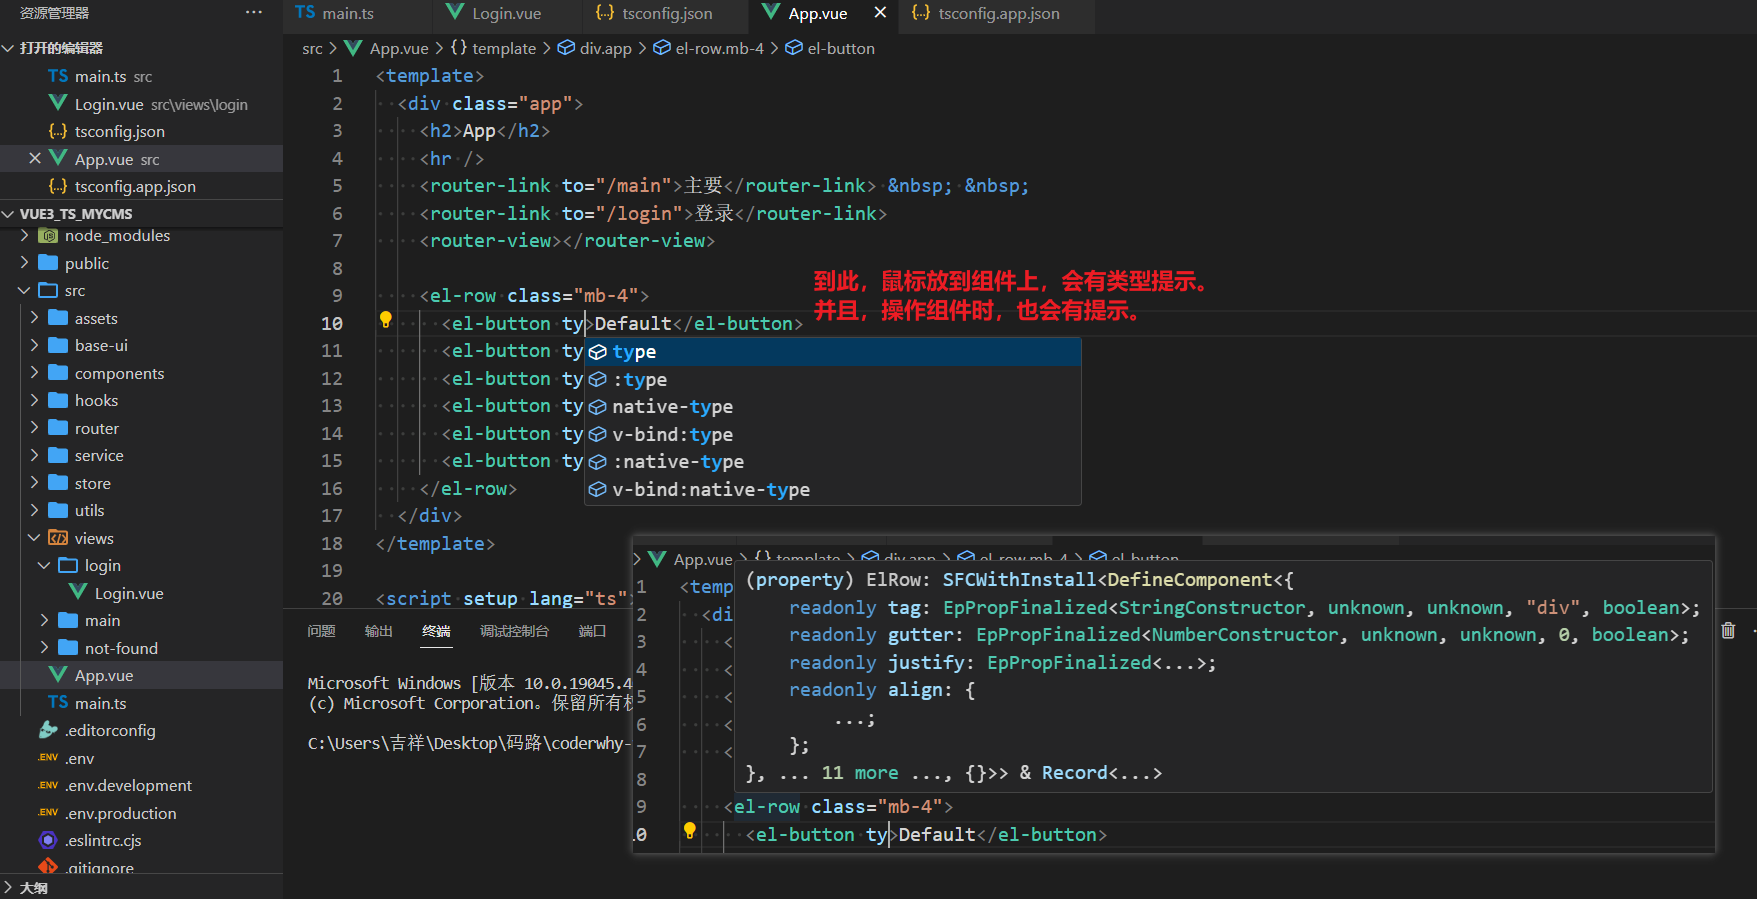 资源管理器 ···
打开的编辑器
TS main.ts src
Login.vue src\views\login
{..} tsconfig.json
App.vue src
{..} tsconfig.app.json
VUE3_TS_MYCMS
node_modules
public
src
assets
base-ui
components
hooks
router
service
store
utils
views
login
Login.vue
main
not-found
App.vue
TS main.ts
.editorconfig
.ENV .env
.ENV .env.development
.ENV .env.production
.eslintrc.cjs
.gitignore
大纲
TS main.ts Login.vue {..} tsconfig.json App.vue {..} tsconfig.app.json
src > App.vue > {} template > div.app > el-row.mb-4 > el-button
1 <template>
2 <div class="app">
3 <h2>App</h2>
4 <hr />
5 <router-link to="/main">主要</router-link> &nbsp; &nbsp;
6 <router-link to="/login">登录</router-link>
7 <router-view></router-view>
8
9 <el-row class="mb-4">
10 <el-button ty>Default</el-button>
11 <el-button ty
12 <el-button ty
13 <el-button ty
14 <el-button ty
15 <el-button ty
16 </el-row>
17 </div>
18 </template>
19
20 <script setup lang="ts">
到此，鼠标放到组件上，会有类型提示。
并且，操作组件时，也会有提示。
type
:type
native-type
v-bind:type
:native-type
v-bind:native-type
问题 输出 终端 调试控制台 端口
Microsoft Windows [版本 10.0.19045.4
(c) Microsoft Corporation。保留所有权
C:\Users\吉祥\Desktop\码路\coderwhy-
> App.vue > {} template > div.app > el-row.mb-4 > el-button
1 <temp
2 <di
3 <
4 <
5 <
6 <
7 <
8
(property) ElRow: SFCWithInstall<DefineComponent<{
readonly tag: EpPropFinalized<StringConstructor, unknown, unknown, "div", boolean>;
readonly gutter: EpPropFinalized<NumberConstructor, unknown, unknown, 0, boolean>;
readonly justify: EpPropFinalized<...>;
readonly align: {
...;
};
}, ... 11 more ..., {}>> & Record<...>
9 <el-row class="mb-4">
10 <el-button ty>Default</el-button>